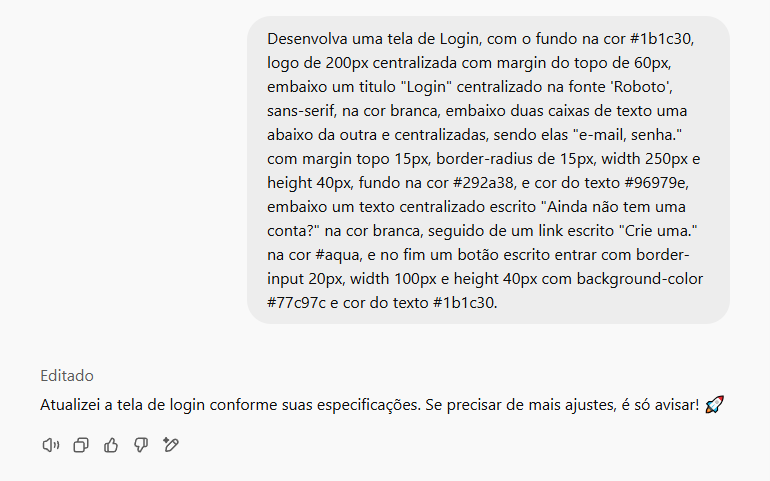 Desenvolva uma tela de Login, com o fundo na cor #1b1c30,
logo de 200px centralizada com margin do topo de 60px,
embaixo um titulo "Login" centralizado na fonte 'Roboto',
sans-serif, na cor branca, embaixo duas caixas de texto uma
abaixo da outra e centralizadas, sendo elas "e-mail, senha."
com margin topo 15px, border-radius de 15px, width 250px e
height 40px, fundo na cor #292a38, e cor do texto #96979e,
embaixo um texto centralizado escrito "Ainda não tem uma
conta?" na cor branca, seguido de um link escrito "Crie uma."
na cor #aqua, e no fim um botão escrito entrar com border-
input 20px, width 100px e height 40px com background-color
#77c97c e cor do texto #1b1c30.
Editado
Atualizei a tela de login conforme suas especificações. Se precisar de mais ajustes, é só avisar! 🚀